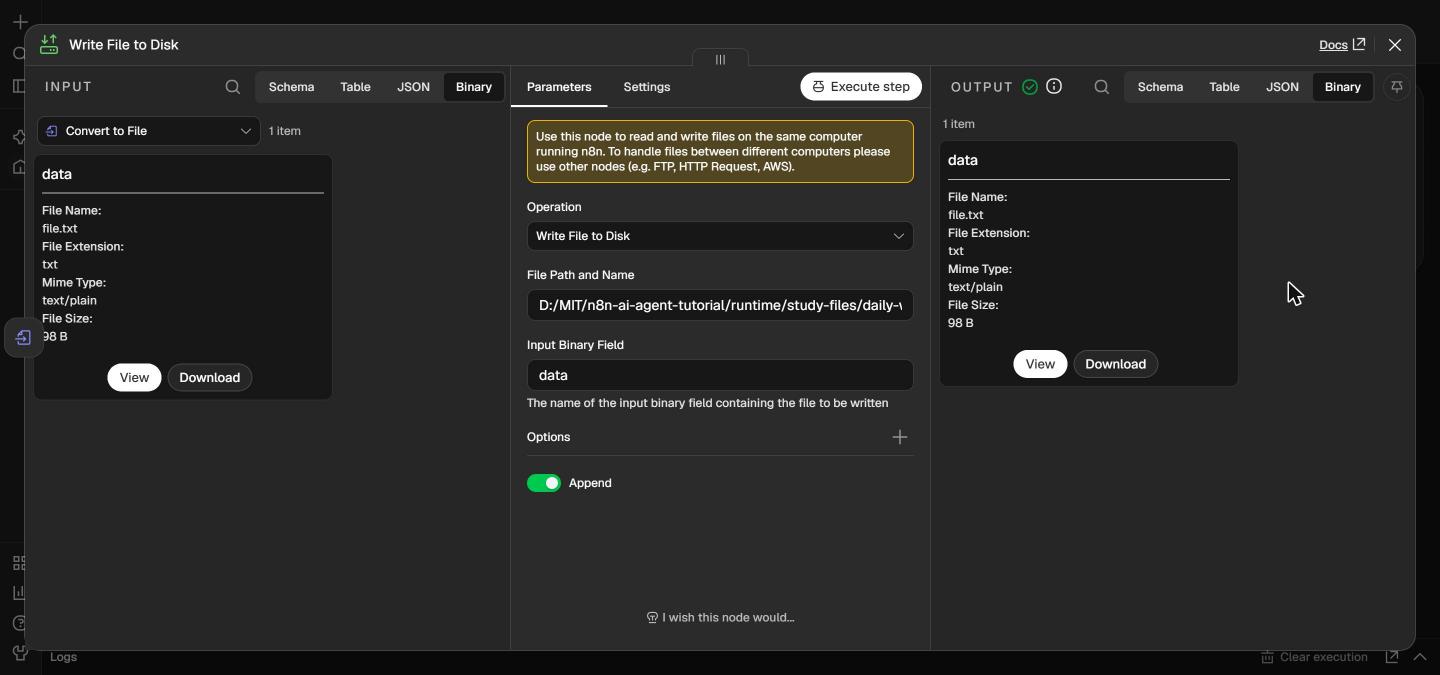 Write File to Disk
Docs
INPUT
Schema
Table
JSON
Binary
Convert to File
1 item
data
File Name:
file.txt
File Extension:
txt
Mime Type:
text/plain
File Size:
98 B
View
Download
Parameters
Settings
Execute step
Use this node to read and write files on the same computer
running n8n. To handle files between different computers please
use other nodes (e.g. FTP, HTTP Request, AWS).
Operation
Write File to Disk
File Path and Name
D:/MIT/n8n-ai-agent-tutorial/runtime/study-files/daily-
Input Binary Field
data
The name of the input binary field containing the file to be written
Options
Append
I wish this node would...
OUTPUT
Schema
Table
JSON
Binary
1 item
data
File Name:
file.txt
File Extension:
txt
Mime Type:
text/plain
File Size:
98 B
View
Download
Logs
Clear execution